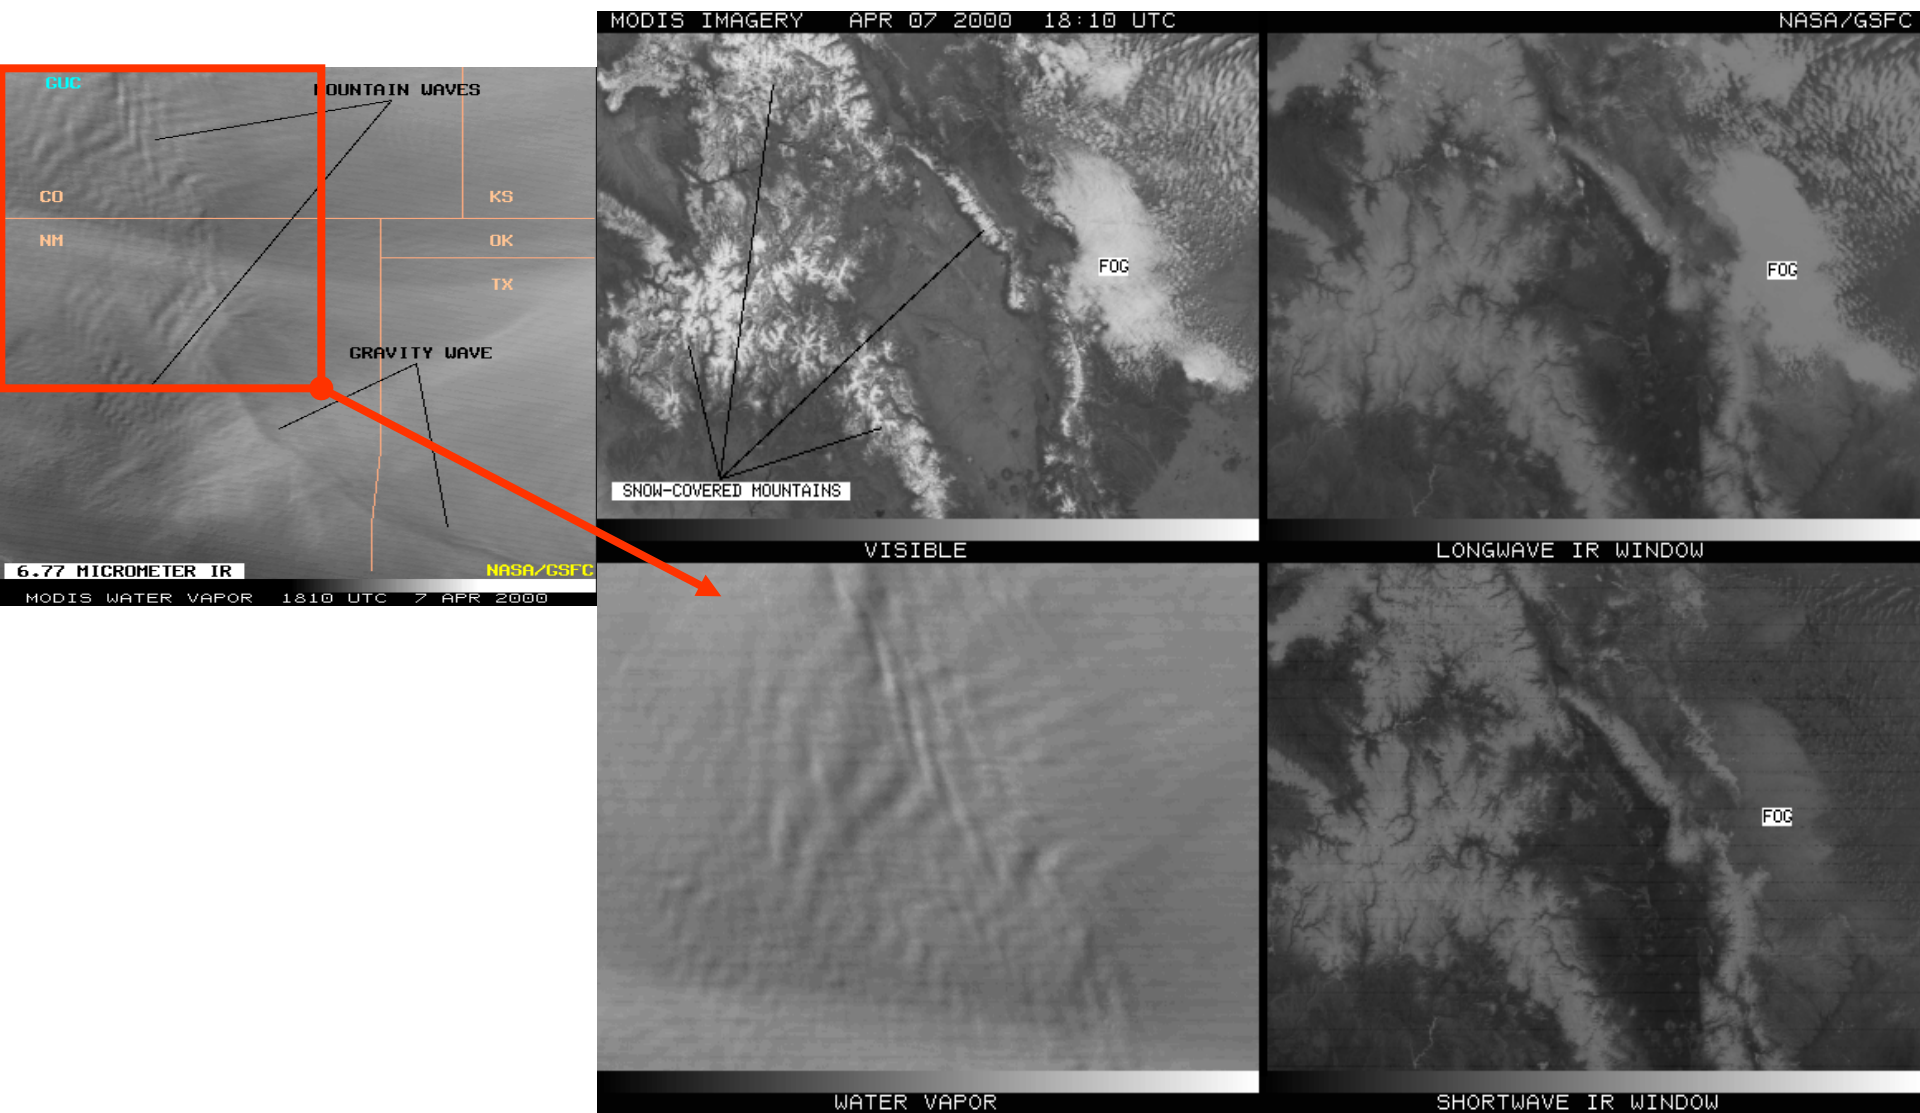 GUC
MOUNTAIN WAVES
CO
KS
NM
OK
TX
GRAVITY WAVE
6.77 MICROMETER IR
NASA/GSFC
MODIS WATER VAPOR 1810 UTC 7 APR 2000
MODIS IMAGERY APR 07 2000 18:10 UTC
NASA/GSFC
FOG
SNOW-COVERED MOUNTAINS
VISIBLE
FOG
LONGWAVE IR WINDOW
WATER VAPOR
FOG
SHORTWAVE IR WINDOW